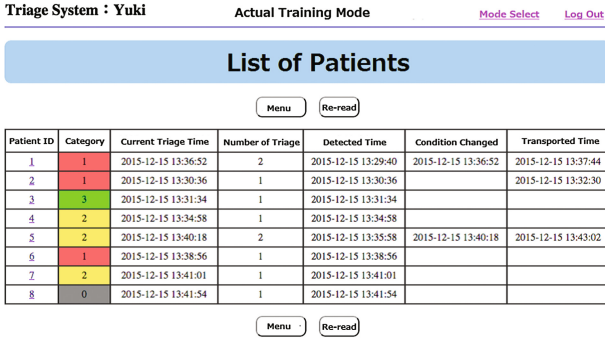 Triage System：Yuki Actual Training Mode Mode Select Log Out
List of Patients
Menu Re-read
Patient ID Category Current Triage Time Number of Triage Detected Time Condition Changed Transported Time
1 1 2015-12-15 13:36:52 2 2015-12-15 13:29:40 2015-12-15 13:36:52 2015-12-15 13:37:44
2 1 2015-12-15 13:30:36 1 2015-12-15 13:30:36 2015-12-15 13:32:30
3 3 2015-12-15 13:31:34 1 2015-12-15 13:31:34
4 2 2015-12-15 13:34:58 1 2015-12-15 13:34:58
5 2 2015-12-15 13:40:18 2 2015-12-15 13:35:58 2015-12-15 13:40:18 2015-12-15 13:43:02
6 1 2015-12-15 13:38:56 1 2015-12-15 13:38:56
7 2 2015-12-15 13:41:01 1 2015-12-15 13:41:01
8 0 2015-12-15 13:41:54 1 2015-12-15 13:41:54
Menu Re-read